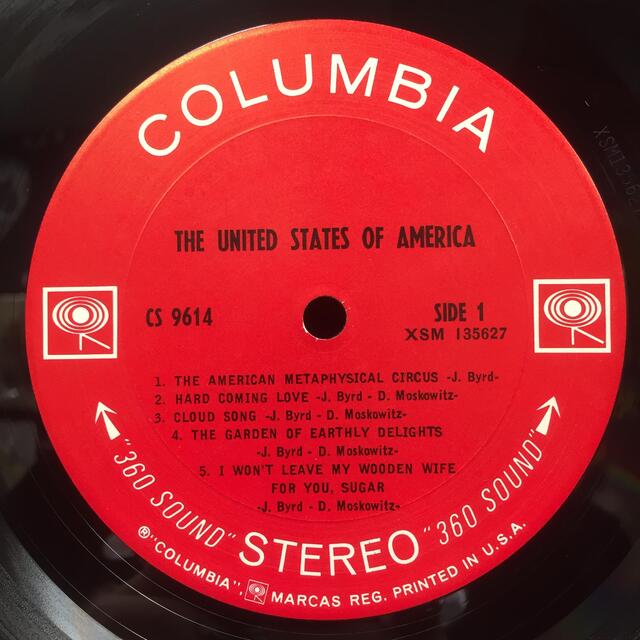 COLUMBIA
THE UNITED STATES OF AMERICA
CS 9614
SIDE 1
XSM 135627
1. THE AMERICAN METAPHYSICAL CIRCUS -J. Byrd-
2. HARD COMING LOVE -J. Byrd - D. Moskowitz-
3. CLOUD SONG -J. Byrd - D. Moskowitz-
4. THE GARDEN OF EARTHLY DELIGHTS
-J. Byrd - D. Moskowitz-
5. I WON'T LEAVE MY WOODEN WIFE
FOR YOU, SUGAR
-J. Byrd - D. Moskowitz-
"360 SOUND" STEREO "360 SOUND"
® "COLUMBIA", MARCAS REG. PRINTED IN U.S.A.